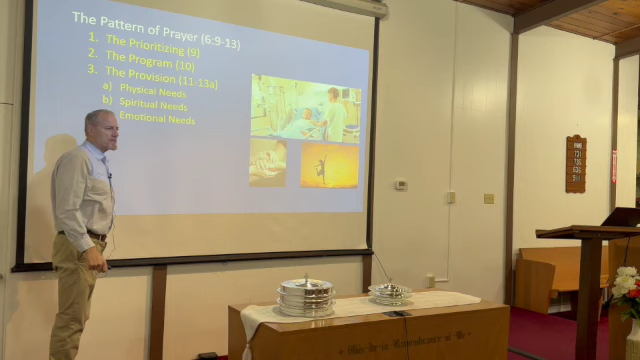 The Pattern of Prayer (6:9-13)
1. The Prioritizing (9)
2. The Program (10)
3. The Provision (11-13a)
a) Physical Needs
b) Spiritual Needs
Emotional Needs
731